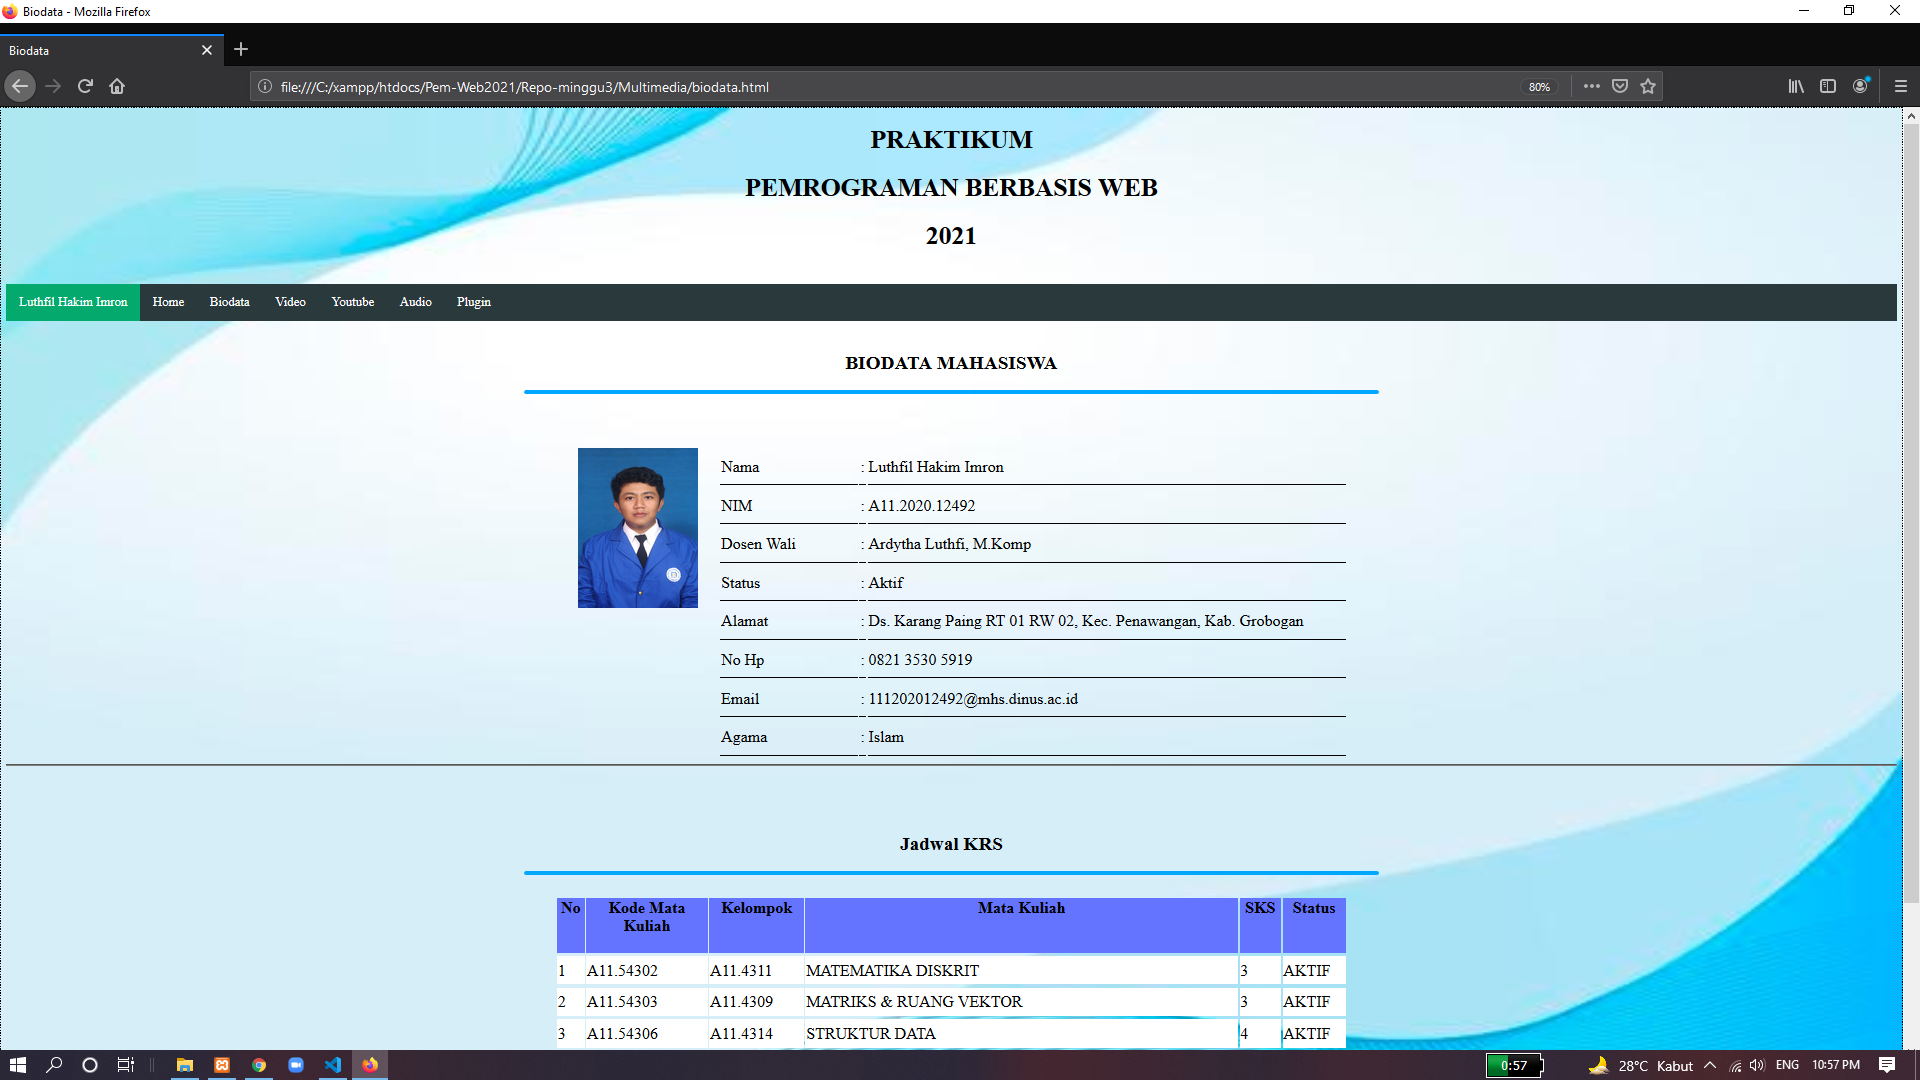 Biodata - Mozilla Firefox
Biodata
file:///C:/xampp/htdocs/Pem-Web2021/Repo-minggu3/Multimedia/biodata.html 80%
PRAKTIKUM
PEMROGRAMAN BERBASIS WEB
2021
Luthfil Hakim Imron Home Biodata Video Youtube Audio Plugin
BIODATA MAHASISWA
Nama : Luthfil Hakim Imron
NIM : A11.2020.12492
Dosen Wali : Ardytha Luthfi, M.Komp
Status : Aktif
Alamat : Ds. Karang Paing RT 01 RW 02, Kec. Penawangan, Kab. Grobogan
No Hp : 0821 3530 5919
Email : 111202012492@mhs.dinus.ac.id
Agama : Islam
Jadwal KRS
No Kode Mata Kuliah Kelompok Mata Kuliah SKS Status
1 A11.54302 A11.4311 MATEMATIKA DISKRIT 3 AKTIF
2 A11.54303 A11.4309 MATRIKS & RUANG VEKTOR 3 AKTIF
3 A11.54306 A11.4314 STRUKTUR DATA 4 AKTIF
0:57 28°C Kabut ENG 10:57 PM